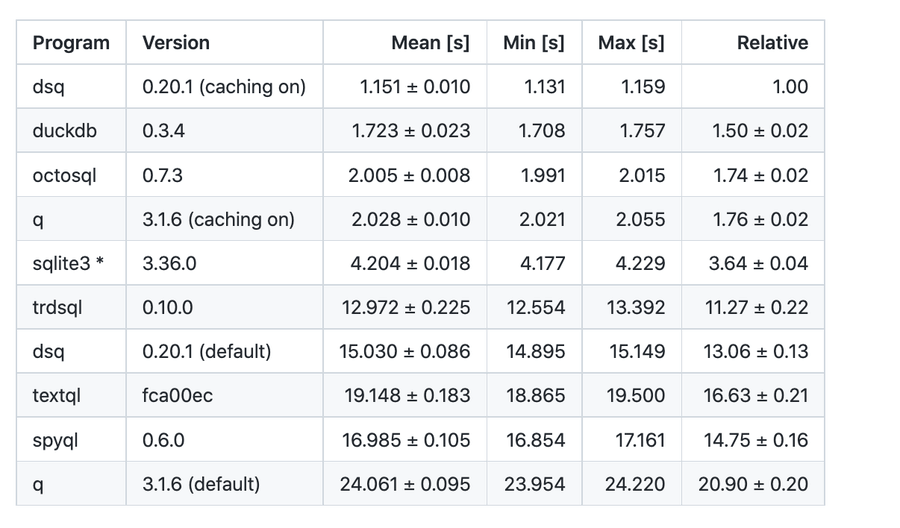 Program Version Mean [s] Min [s] Max [s] Relative
dsq 0.20.1 (caching on) 1.151 ± 0.010 1.131 1.159 1.00
duckdb 0.3.4 1.723 ± 0.023 1.708 1.757 1.50 ± 0.02
octosql 0.7.3 2.005 ± 0.008 1.991 2.015 1.74 ± 0.02
q 3.1.6 (caching on) 2.028 ± 0.010 2.021 2.055 1.76 ± 0.02
sqlite3 * 3.36.0 4.204 ± 0.018 4.177 4.229 3.64 ± 0.04
trdsql 0.10.0 12.972 ± 0.225 12.554 13.392 11.27 ± 0.22
dsq 0.20.1 (default) 15.030 ± 0.086 14.895 15.149 13.06 ± 0.13
textql fca00ec 19.148 ± 0.183 18.865 19.500 16.63 ± 0.21
spyql 0.6.0 16.985 ± 0.105 16.854 17.161 14.75 ± 0.16
q 3.1.6 (default) 24.061 ± 0.095 23.954 24.220 20.90 ± 0.20